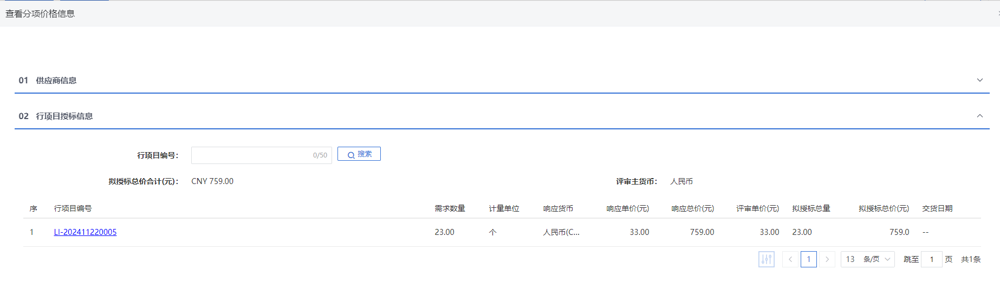 查看分项价格信息
01 供应商信息
02 行项目授标信息
行项目编号： 0/50 搜索
拟授标总价合计(元)： CNY 759.00 评审主货币： 人民币
序 行项目编号 需求数量 计量单位 响应货币 响应单价(元) 响应总价(元) 评审单价(元) 拟授标总量 拟授标总价(元) 交货日期
1 LI-202411220005 23.00 个 人民币(C... 33.00 759.00 33.00 23.00 759.0 --
1 13 条/页 跳至 1 页 共1条